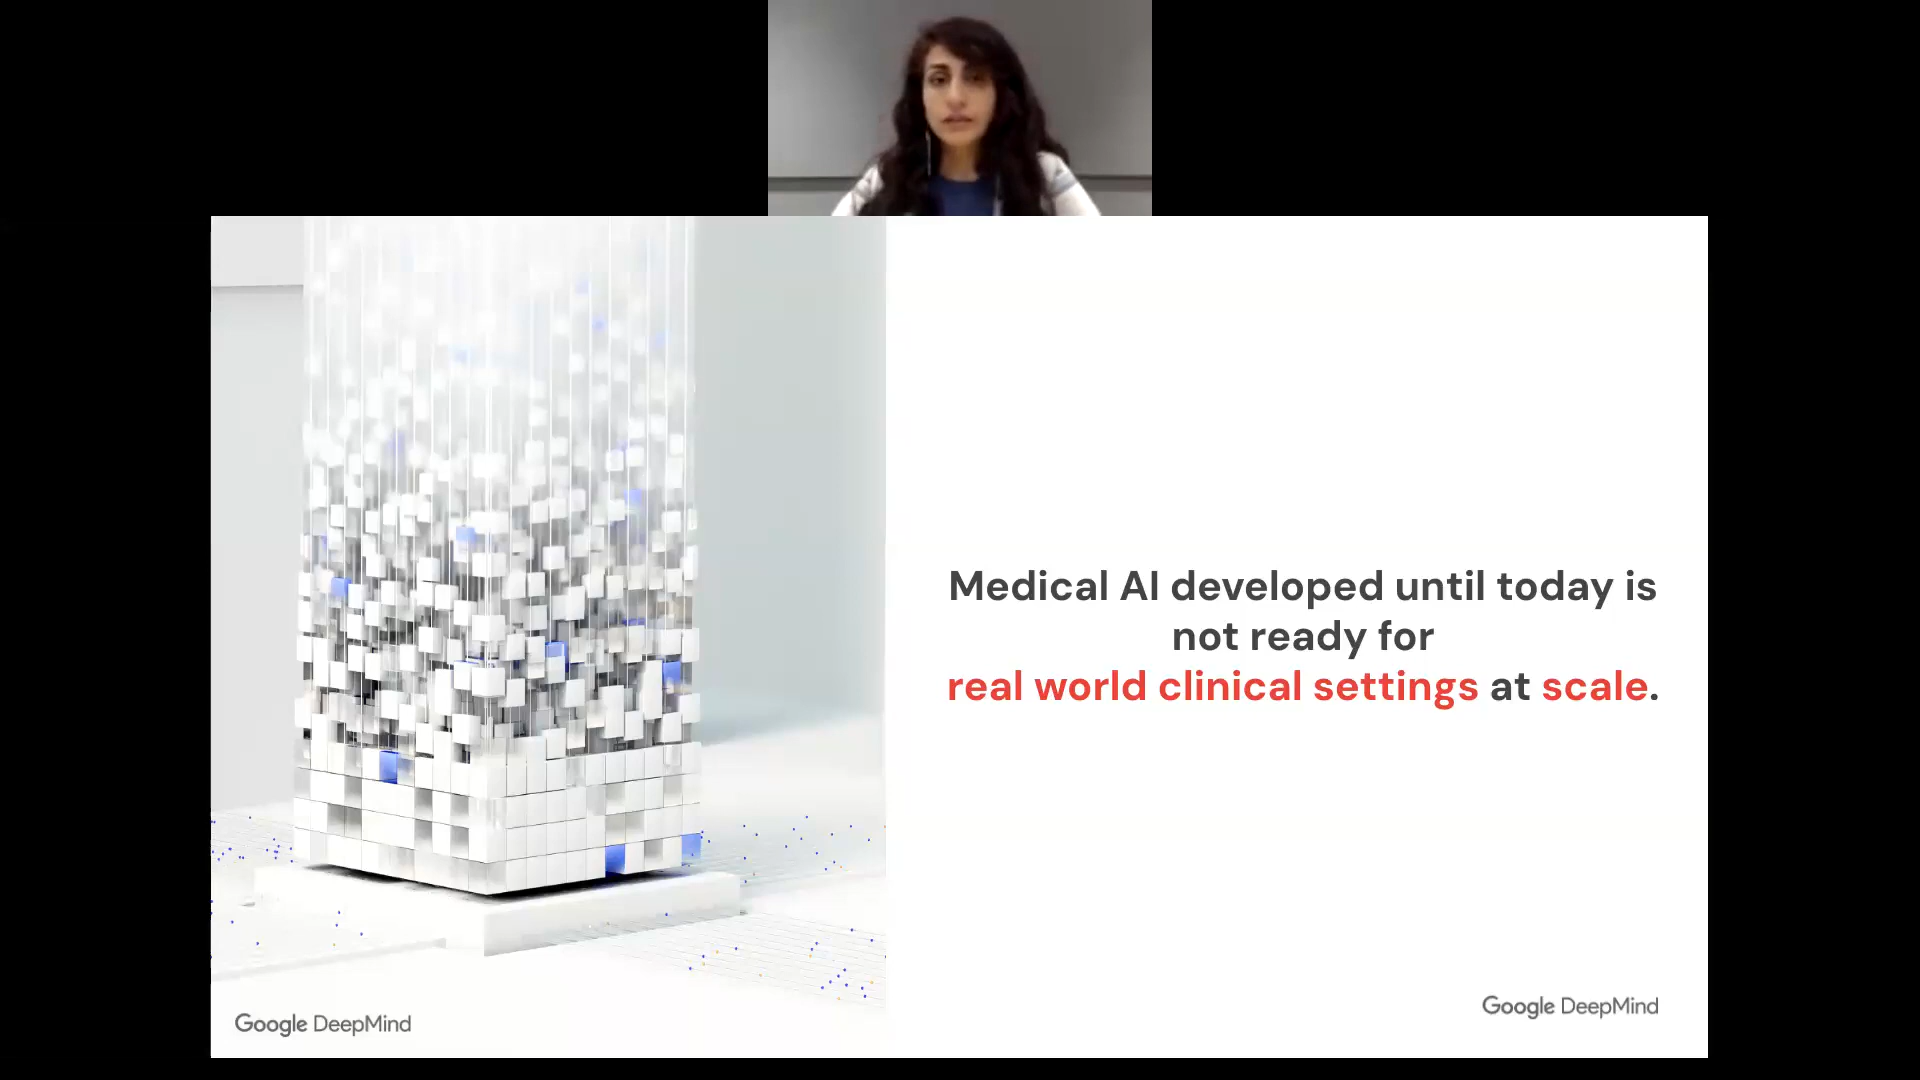 Medical AI developed until today is
not ready for
real world clinical settings at scale.
Google DeepMind
Google DeepMind